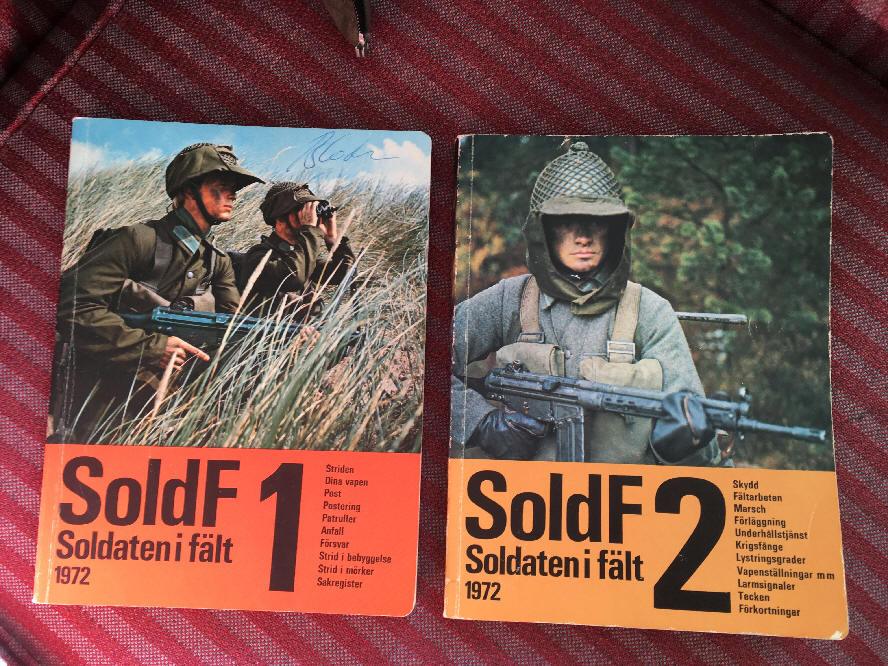 SoldF 1
Soldaten i fält
1972
Striden
Dina vapen
Post
Postering
Patruller
Anfall
Försvar
Strid i bebyggelse
Strid i mörker
Sakregister
SoldF 2
Soldaten i fält
1972
Skydd
Fältarbeten
Marsch
Förläggning
Underhållstjänst
Krigsfånge
Lystringsgrader
Vapenställningar m m
Larmsignaler
Tecken
Förkortningar